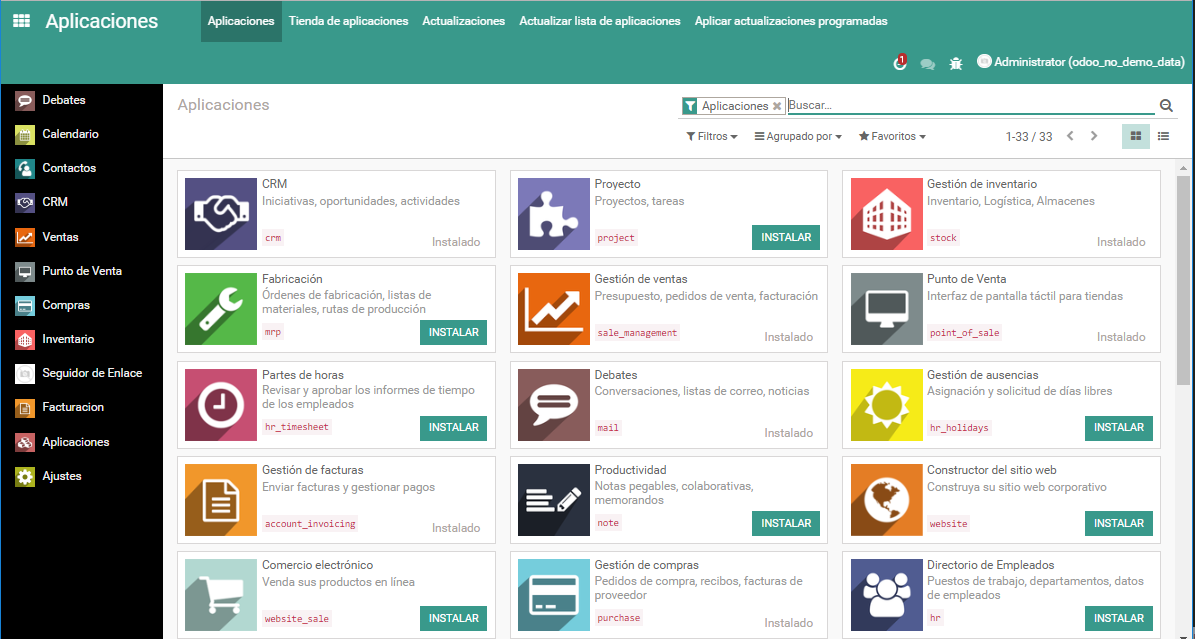 Aplicaciones
Aplicaciones Tienda de aplicaciones Actualizaciones Actualizar lista de aplicaciones Aplicar actualizaciones programadas
1 Administrator (odoo_no_demo_data)
Debates
Calendario
Contactos
CRM
Ventas
Punto de Venta
Compras
Inventario
Seguidor de Enlace
Facturacion
Aplicaciones
Ajustes
Aplicaciones
Aplicaciones Buscar...
Filtros Agrupado por Favoritos 1-33 / 33
CRM
Iniciativas, oportunidades, actividades
crm
Instalado
Proyecto
Proyectos, tareas
project
INSTALAR
Gestión de inventario
Inventario, Logística, Almacenes
stock
Instalado
Fabricación
Órdenes de fabricación, listas de
materiales, rutas de producción
mrp
INSTALAR
Gestión de ventas
Presupuesto, pedidos de venta, facturación
sale_management
Instalado
Punto de Venta
Interfaz de pantalla táctil para tiendas
point_of_sale
Instalado
Partes de horas
Revisar y aprobar los informes de tiempo
de los empleados
hr_timesheet
INSTALAR
Debates
Conversaciones, listas de correo, noticias
mail
Instalado
Gestión de ausencias
Asignación y solicitud de días libres
hr_holidays
INSTALAR
Gestión de facturas
Enviar facturas y gestionar pagos
account_invoicing
Instalado
Productividad
Notas pegables, colaborativas,
memorandos
note
INSTALAR
Constructor del sitio web
Construya su sitio web corporativo
website
INSTALAR
Comercio electrónico
Venda sus productos en línea
website_sale
INSTALAR
Gestión de compras
Pedidos de compra, recibos, facturas de
proveedor
purchase
Instalado
Directorio de Empleados
Puestos de trabajo, departamentos, datos
de empleados
hr
INSTALAR